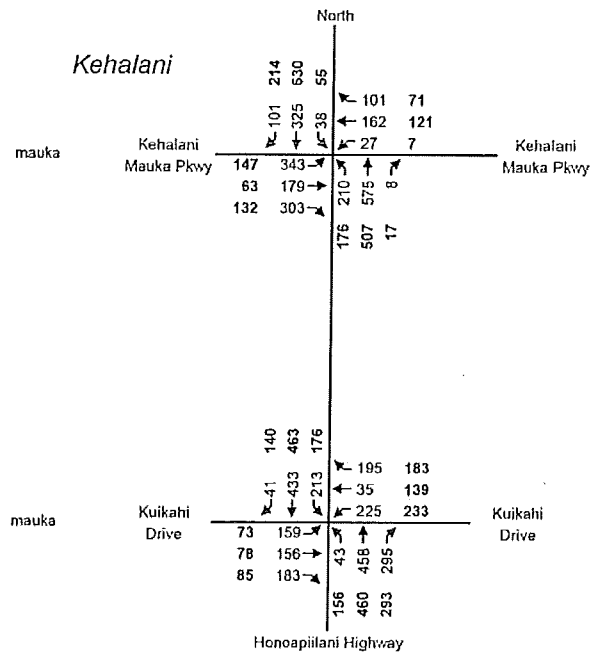 North
Kehalani
214 630 55
101 325 38
101 71
162 121
27 7
mauka
Kehalani
Mauka Pkwy
Kehalani
Mauka Pkwy
147 343
63 179
132 303
210 575 8
176 507 17
140 463 176
41 433 213
195 183
35 139
225 233
mauka
Kuikahi
Drive
Kuikahi
Drive
73 159
78 156
85 183
43 458 295
156 460 293
Honoapiilani Highway